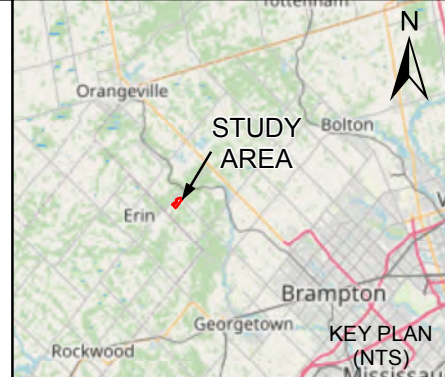 Tottenham
N
Orangeville
STUDY
AREA
Bolton
Erin
Brampton
Georgetown
KEY PLAN
(NTS)
Rockwood